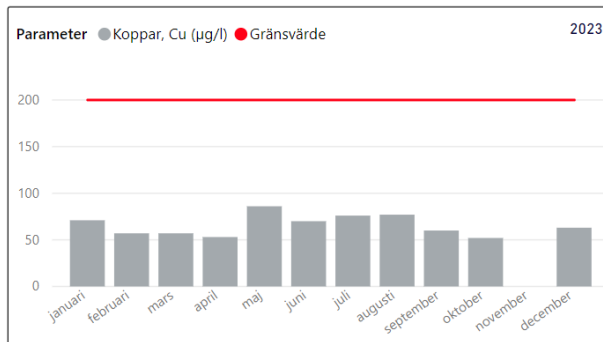 Parameter Koppar, Cu (µg/l) Gränsvärde
2023
200
150
100
50
0
januari
februari
mars
april
maj
juni
juli
augusti
september
oktober
november
december